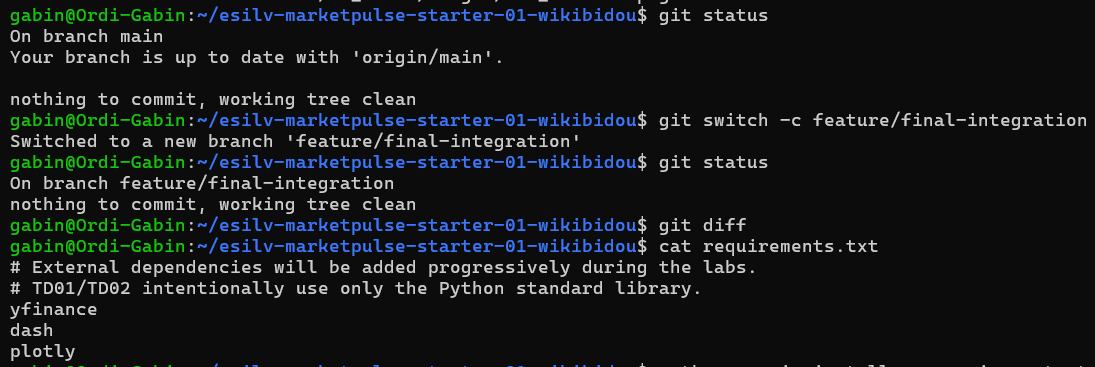 gabin@Ordi-Gabin:~/esilv-marketpulse-starter-01-wikibidou$ git status
On branch main
Your branch is up to date with 'origin/main'.
nothing to commit, working tree clean
gabin@Ordi-Gabin:~/esilv-marketpulse-starter-01-wikibidou$ git switch -c feature/final-integration
Switched to a new branch 'feature/final-integration'
gabin@Ordi-Gabin:~/esilv-marketpulse-starter-01-wikibidou$ git status
On branch feature/final-integration
nothing to commit, working tree clean
gabin@Ordi-Gabin:~/esilv-marketpulse-starter-01-wikibidou$ git diff
gabin@Ordi-Gabin:~/esilv-marketpulse-starter-01-wikibidou$ cat requirements.txt
# External dependencies will be added progressively during the labs.
# TD01/TD02 intentionally use only the Python standard library.
yfinance
dash
plotly